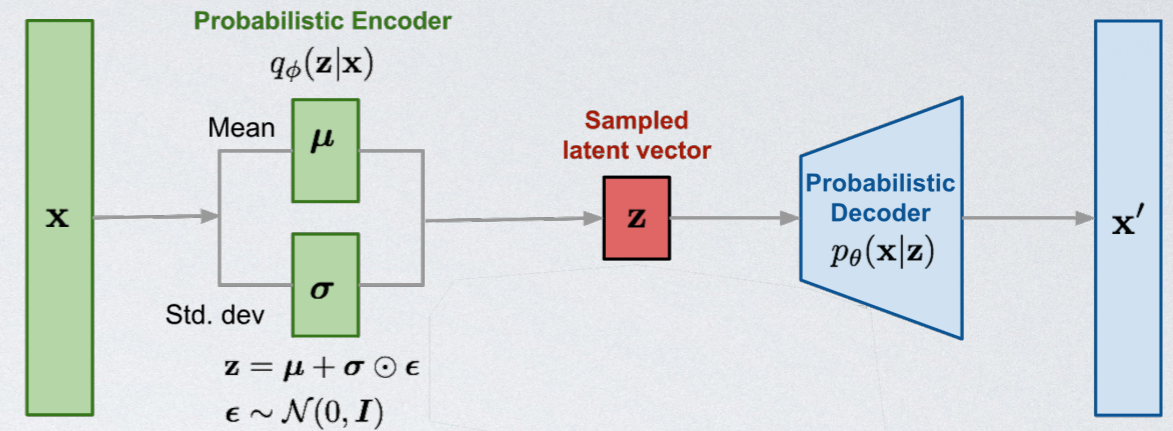 Probabilistic Encoder
qϕ(z|x)
Mean
μ
x
σ
Std. dev
z = μ + σ ⊙ ϵ
ϵ ∼ 𝒩(0, I)
Sampled
latent vector
z
Probabilistic
Decoder
pθ(x|z)
x′